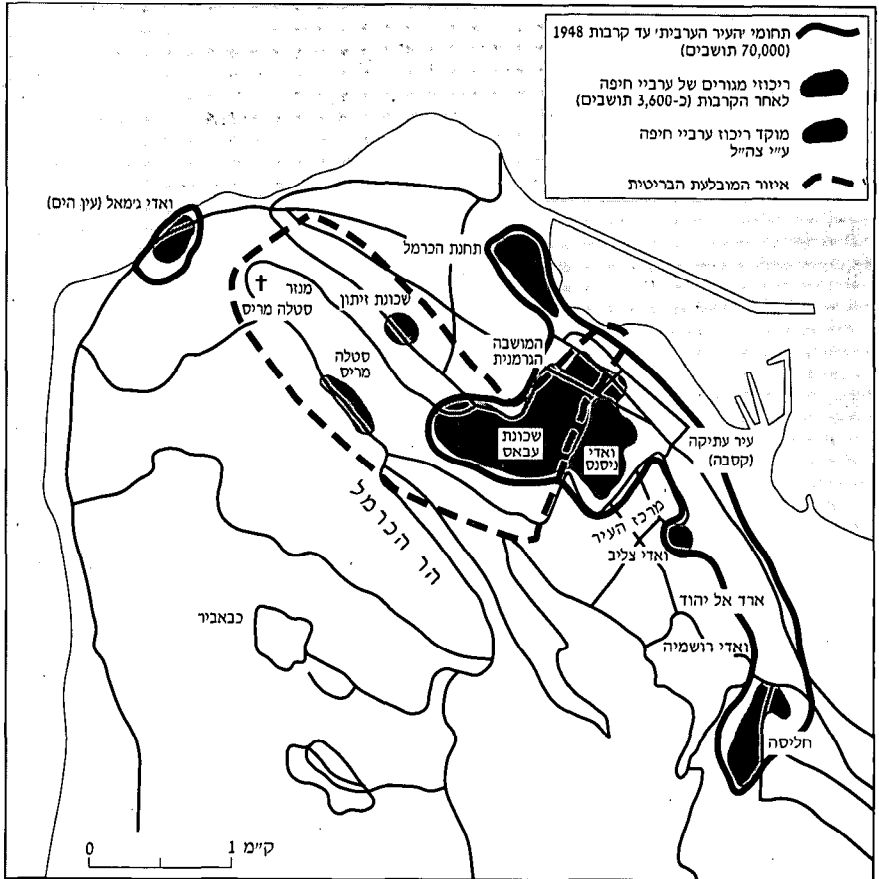 תחומי 'העיר הערבית' עד קרבות 1948
(70,000 תושבים)
ריכוזי מגורים של ערביי חיפה
לאחר הקרבות (כ-3,600 תושבים)
מוקד ריכוז ערביי חיפה
ע״י צה״ל
איזור המובלעת הבריטית
ואדי ג'מאל (עין הים)
תחנת הכרמל
מנזר
סטלה מריס
שכונת זיתון
המושבה
הגרמנית
סטלה
מריס
שכונת
עבאס
ואדי
ניסנס
עיר עתיקה
(קסבה)
מרכז העיר
הר הכרמל
ואדי צליב
ארד אל יהוד
כבאביר
ואדי רושמיה
חליסה
0
1 ק״מ